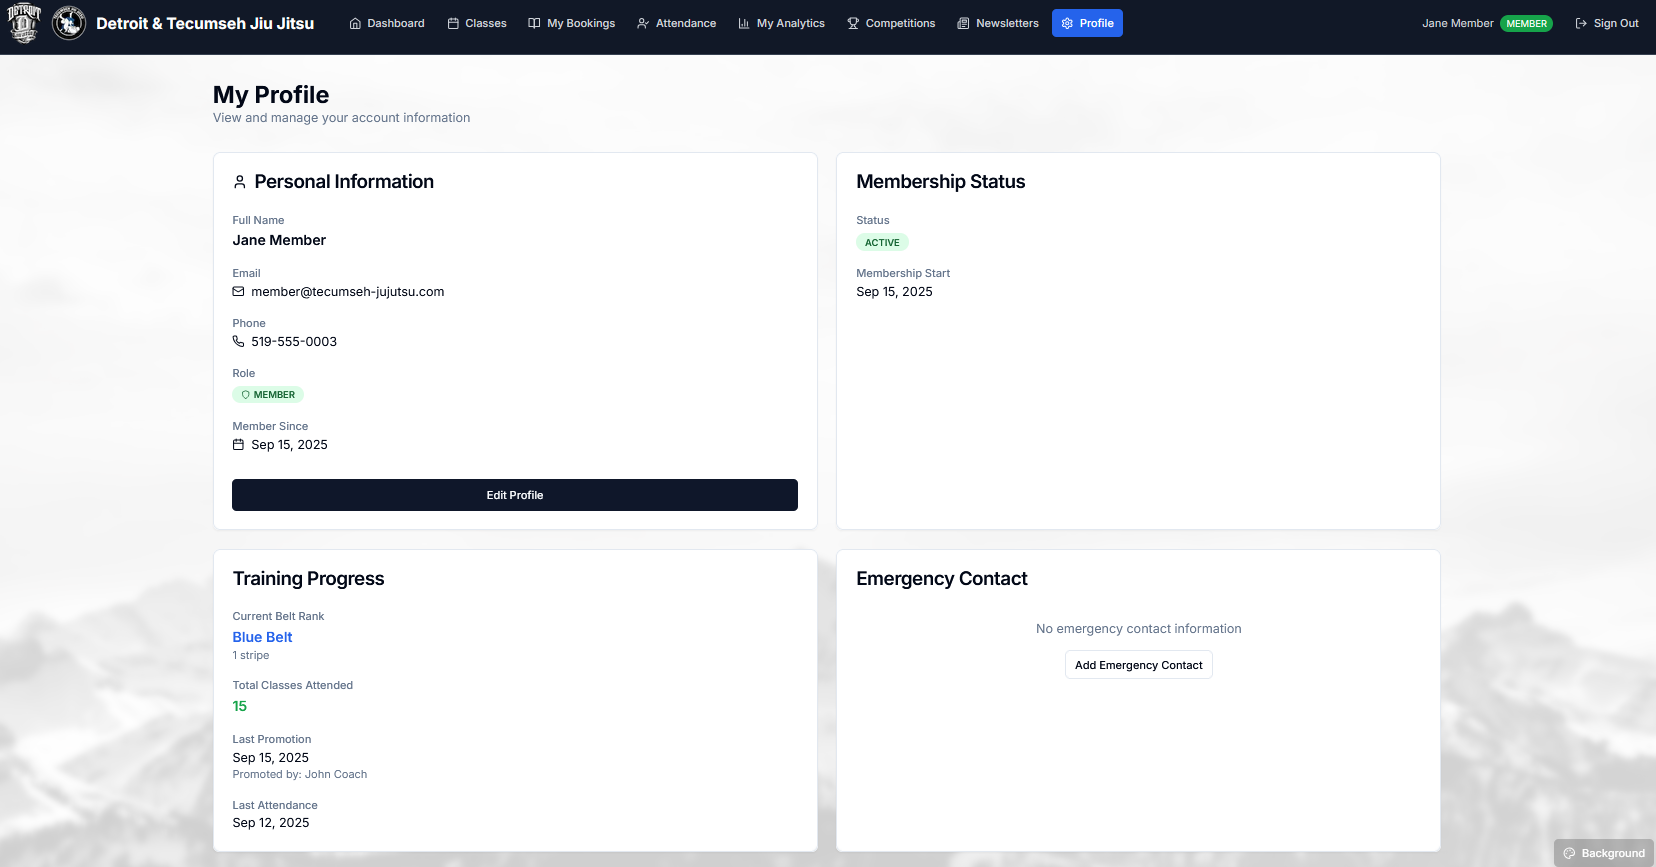 DETROIT
Detroit & Tecumseh Jiu Jitsu
Dashboard
Classes
My Bookings
Attendance
My Analytics
Competitions
Newsletters
Profile
Jane Member
MEMBER
Sign Out
My Profile
View and manage your account information
Personal Information
Full Name
Jane Member
Email
member@tecumseh-jujutsu.com
Phone
519-555-0003
Role
MEMBER
Member Since
Sep 15, 2025
Edit Profile
Membership Status
Status
ACTIVE
Membership Start
Sep 15, 2025
Training Progress
Current Belt Rank
Blue Belt
1 stripe
Total Classes Attended
15
Last Promotion
Sep 15, 2025
Promoted by: John Coach
Last Attendance
Sep 12, 2025
Emergency Contact
No emergency contact information
Add Emergency Contact
Background